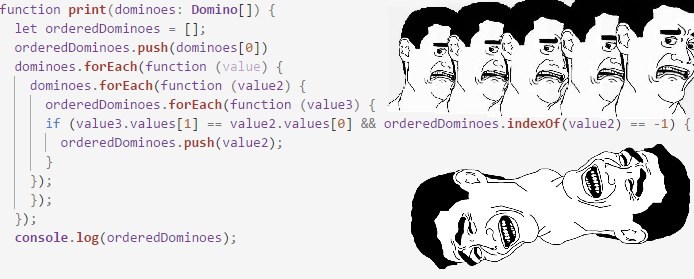 function print(dominoes: Domino[]) {
let orderedDominoes = [];
orderedDominoes.push(dominoes[0])
dominoes.forEach(function (value) {
dominoes.forEach(function (value2) {
orderedDominoes.forEach(function (value3) {
if (value3.values[1] == value2.values[0] && orderedDominoes.indexOf(value2) == -1) {
orderedDominoes.push(value2);
}
});
});
});
console.log(orderedDominoes);